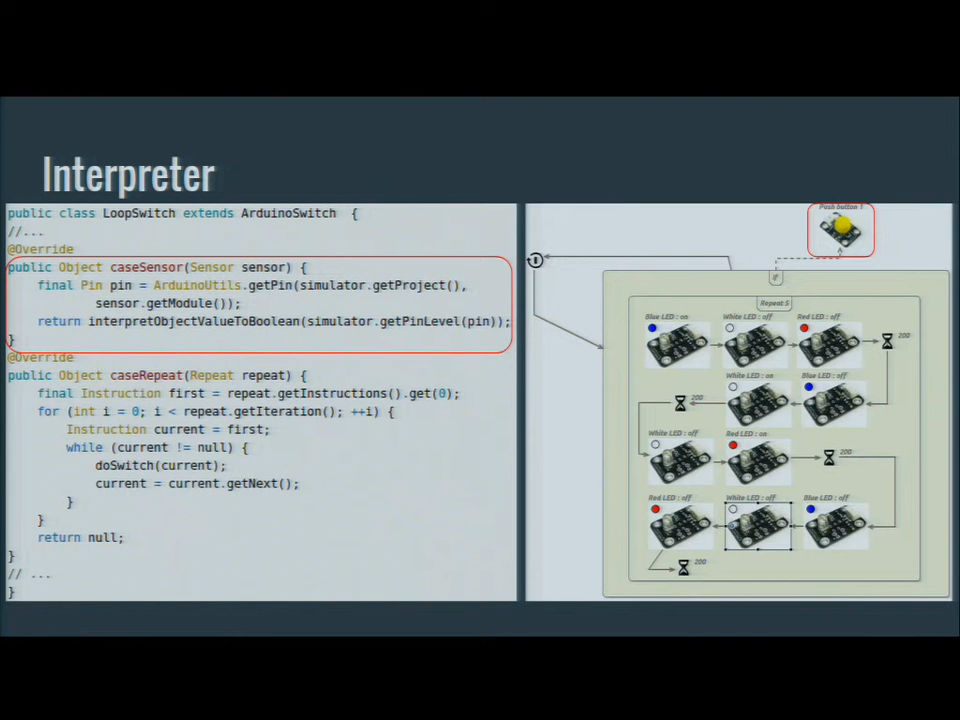 Interpreter
public class LoopSwitch extends ArduinoSwitch {
//...
@Override
public Object caseSensor(Sensor sensor) {
final Pin pin = ArduinoUtils.getPin(simulator.getProject(),
sensor.getModule());
return interpretObjectValueToBoolean(simulator.getPinLevel(pin));
}
@Override
public Object caseRepeat(Repeat repeat) {
final Instruction first = repeat.getInstructions().get(0);
for (int i = 0; i < repeat.getIteration(); ++i) {
Instruction current = first;
while (current != null) {
doSwitch(current);
current = current.getNext();
}
}
return null;
}
// ...
}
Push button 1
if
Repeat 5
Blue LED : on
White LED : off
Red LED : off
200
White LED : on
Blue LED : off
200
White LED : off
Red LED : on
200
Red LED : off
White LED : off
Blue LED : off
200